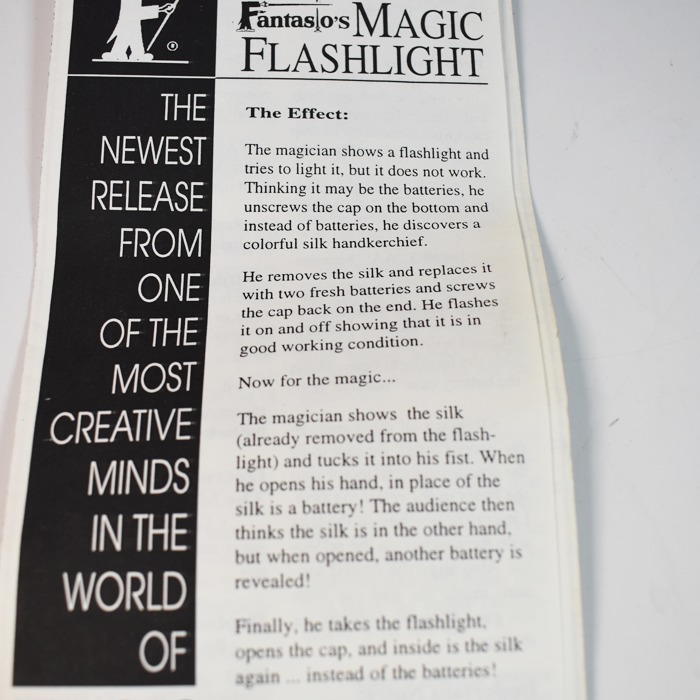 ®
THE
NEWEST
RELEASE
FROM
ONE
OF THE
MOST
CREATIVE
MINDS
IN THE
WORLD
OF
Fantasio's MAGIC
FLASHLIGHT
The Effect:
The magician shows a flashlight and
tries to light it, but it does not work.
Thinking it may be the batteries, he
unscrews the cap on the bottom and
instead of batteries, he discovers a
colorful silk handkerchief.
He removes the silk and replaces it
with two fresh batteries and screws
the cap back on the end. He flashes
it on and off showing that it is in
good working condition.
Now for the magic...
The magician shows the silk
(already removed from the flash-
light) and tucks it into his fist. When
he opens his hand, in place of the
silk is a battery! The audience then
thinks the silk is in the other hand,
but when opened, another battery is
revealed!
Finally, he takes the flashlight,
opens the cap, and inside is the silk
again ... instead of the batteries!